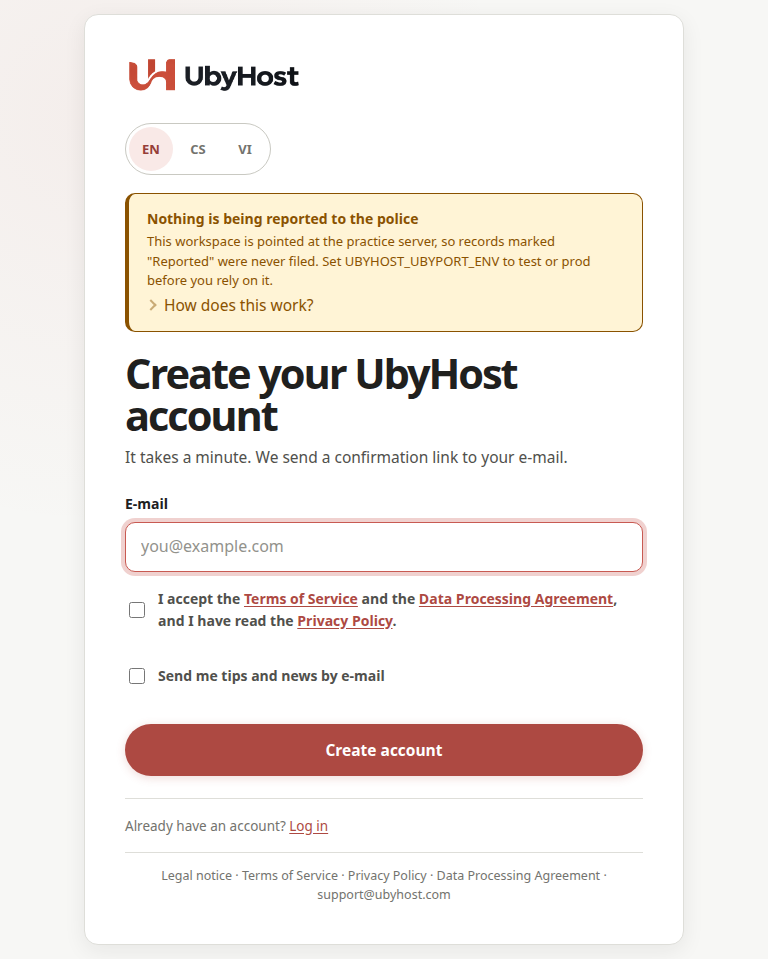 UbyHost
EN CS VI
Nothing is being reported to the police
This workspace is pointed at the practice server, so records marked
"Reported" were never filed. Set UBYHOST_UBYPORT_ENV to test or prod
before you rely on it.
How does this work?
Create your UbyHost
account
It takes a minute. We send a confirmation link to your e-mail.
E-mail
you@example.com
I accept the Terms of Service and the Data Processing Agreement,
and I have read the Privacy Policy.
Send me tips and news by e-mail
Create account
Already have an account? Log in
Legal notice · Terms of Service · Privacy Policy · Data Processing Agreement ·
support@ubyhost.com